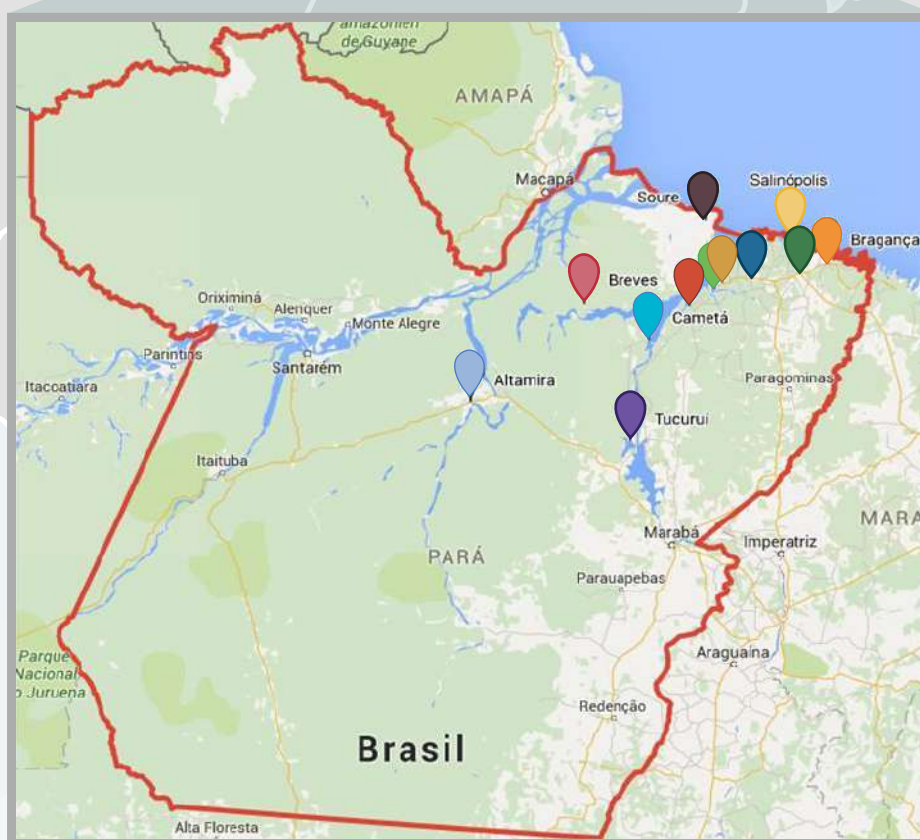 amazonien
de Guyane
AMAPÁ
Macapá
Salinópolis
Soure
Bragança
Breves
Oriximiná
Alenquer
Monte Alegre
Cametá
Parintins
Santarém
Itacoatiara
Altamira
Paragominas
Tucuruí
Itaituba
Marabá
MARA
Imperatriz
PARÁ
Parauapebas
Parque
Nacional
o Juruena
Araguaína
Redenção
Brasil
Alta Floresta